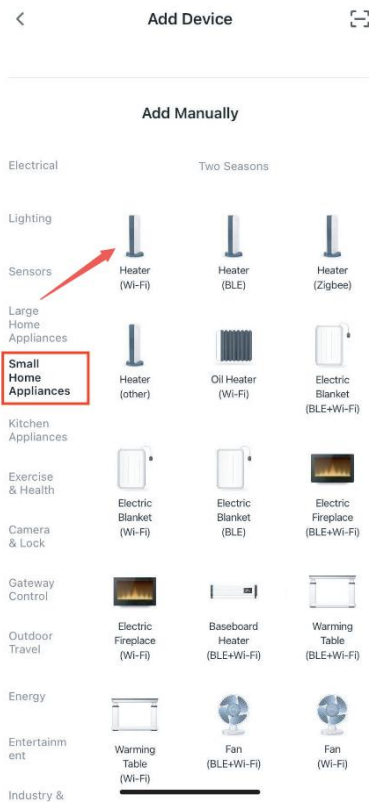 Add Device
Add Manually
Electrical
Lighting
Sensors
Large
Home
Appliances
Small
Home
Appliances
Kitchen
Appliances
Exercise
& Health
Camera
& Lock
Gateway
Control
Outdoor
Travel
Energy
Entertainm
ent
Industry &
Two Seasons
Heater
(Wi-Fi)
Heater
(BLE)
Heater
(Zigbee)
Heater
(other)
Oil Heater
(Wi-Fi)
Electric
Blanket
(BLE+Wi-Fi)
Electric
Blanket
(Wi-Fi)
Electric
Blanket
(BLE)
Electric
Fireplace
(BLE+Wi-Fi)
Electric
Fireplace
(Wi-Fi)
Baseboard
Heater
(BLE+Wi-Fi)
Warming
Table
(BLE+Wi-Fi)
Warming
Table
(Wi-Fi)
Fan
(BLE+Wi-Fi)
Fan
(Wi-Fi)